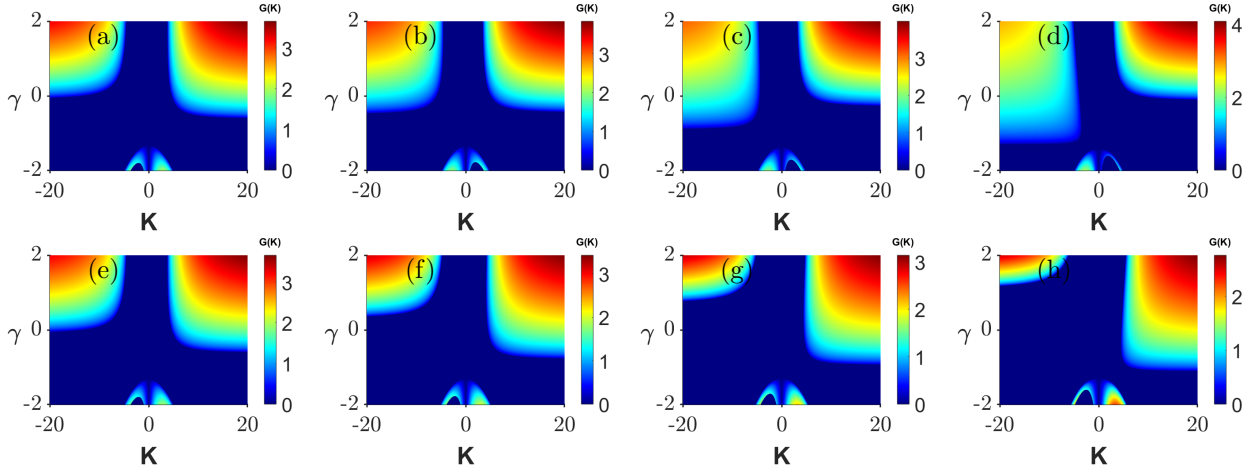 G(K) G(K) G(K) G(K)
2 (a) 3 2 (b) 3 2 (c) 3 2 (d) 4
γ 0 2 γ 0 2 γ 0 2 γ 0 3
1 1 1 2
1
-2 0 -2 0 -2 0 -2 0
-20 0 20 -20 0 20 -20 0 20 -20 0 20
K K K K
G(K) G(K) G(K) G(K)
2 (e) 3 2 (f) 3 2 (g) 3 2 (h)
γ 0 2 γ 0 2 γ 0 2 γ 0 2
1 1 1 1
-2 0 -2 0 -2 0 -2 0
-20 0 20 -20 0 20 -20 0 20 -20 0 20
K K K K